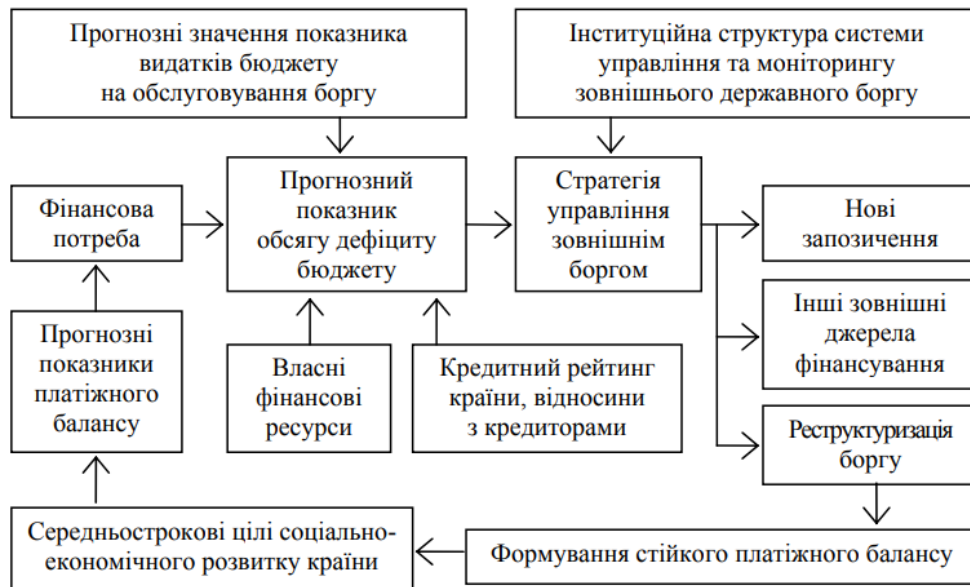 Прогнозні значення показника
видатків бюджету
на обслуговування боргу
Інституційна структура системи
управління та моніторингу
зовнішнього державного боргу
Фінансова
потреба
Прогнозний
показник
обсягу дефіциту
бюджету
Стратегія
управління
зовнішнім
боргом
Нові
запозичення
Прогнозні
показники
платіжного
балансу
Власні
фінансові
ресурси
Кредитний рейтинг
країни, відносини
з кредиторами
Інші зовнішні
джерела
фінансування
Реструктуризація
боргу
Середньострокові цілі соціально-
економічного розвитку країни
Формування стійкого платіжного балансу